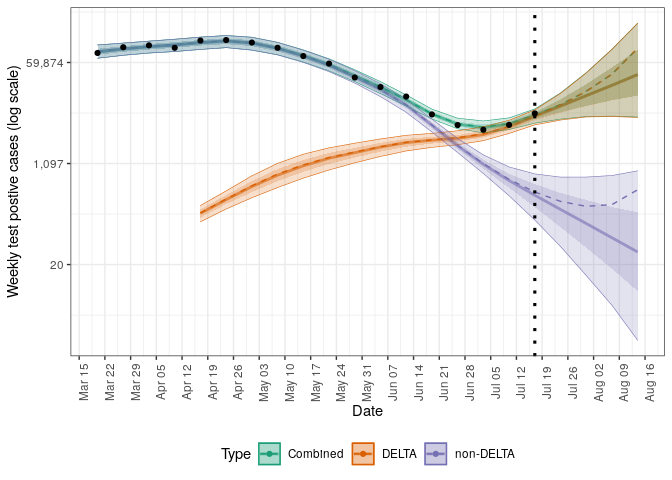 Weekly test postive cases (log scale)
59,874
1,097
20
Mar 15
Mar 22
Mar 29
Apr 05
Apr 12
Apr 19
Apr 26
May 03
May 10
May 17
May 24
May 31
Jun 07
Jun 14
Jun 21
Jun 28
Jul 05
Jul 12
Jul 19
Jul 26
Aug 02
Aug 09
Aug 16
Date
Type Combined DELTA non-DELTA